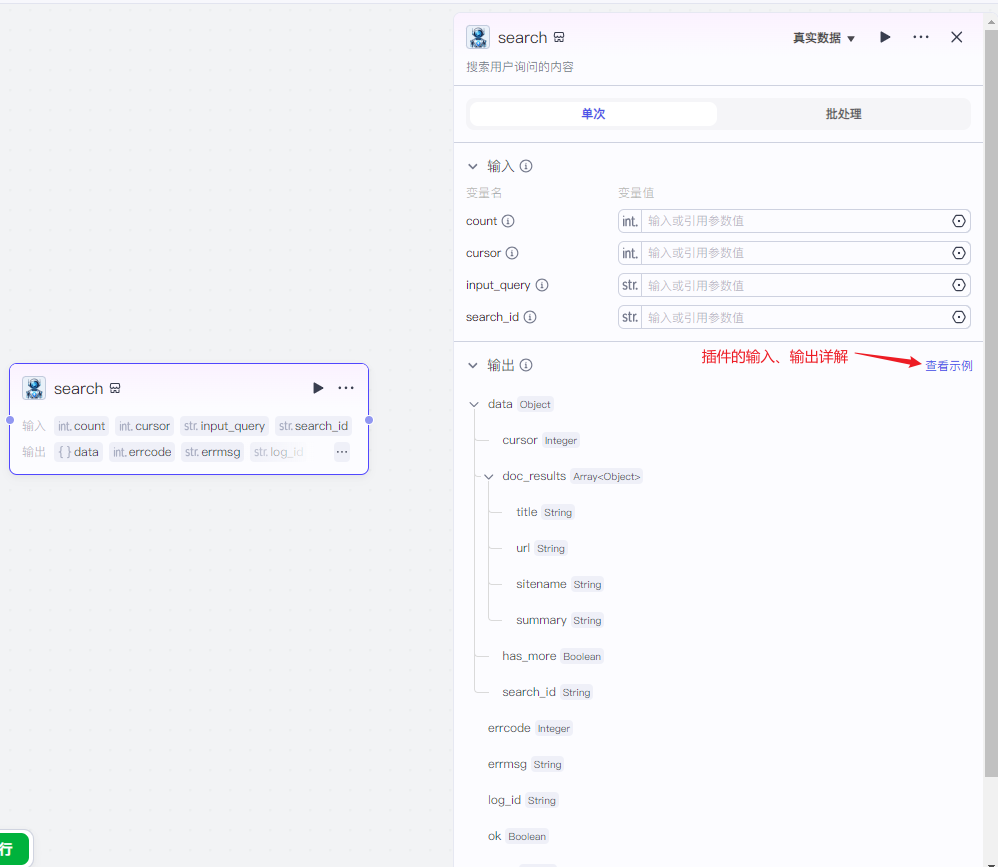 search
真实数据
搜索用户询问的内容
单次
批处理
输入
变量名 变量值
count int. 输入或引用参数值
cursor int. 输入或引用参数值
input_query str. 输入或引用参数值
search_id str. 输入或引用参数值
插件的输入、输出详解
输出 查看示例
data Object
cursor Integer
doc_results Array<Object>
title String
url String
sitename String
summary String
has_more Boolean
search_id String
errcode Integer
errmsg String
log_id String
ok Boolean
search
输入 int. count int. cursor str. input_query str. search_id
输出 { } data int. errcode str. errmsg str. log_id ...
行